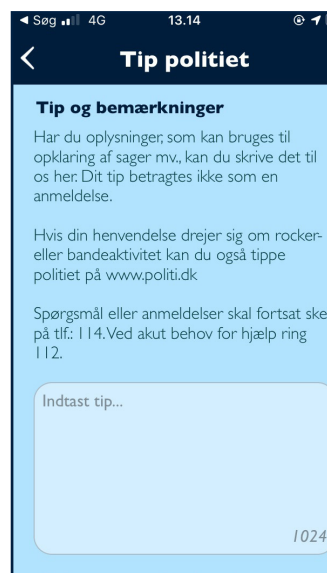 Søg 4G 13.14
Tip politiet
Tip og bemærkninger
Har du oplysninger, som kan bruges til
opklaring af sager mv., kan du skrive det til
os her. Dit tip betragtes ikke som en
anmeldelse.
Hvis din henvendelse drejer sig om rocker-
eller bandeaktivitet kan du også tippe
politiet på www.politi.dk
Spørgsmål eller anmeldelser skal fortsat ske
på tlf.: 114. Ved akut behov for hjælp ring
112.
Indtast tip...
1024